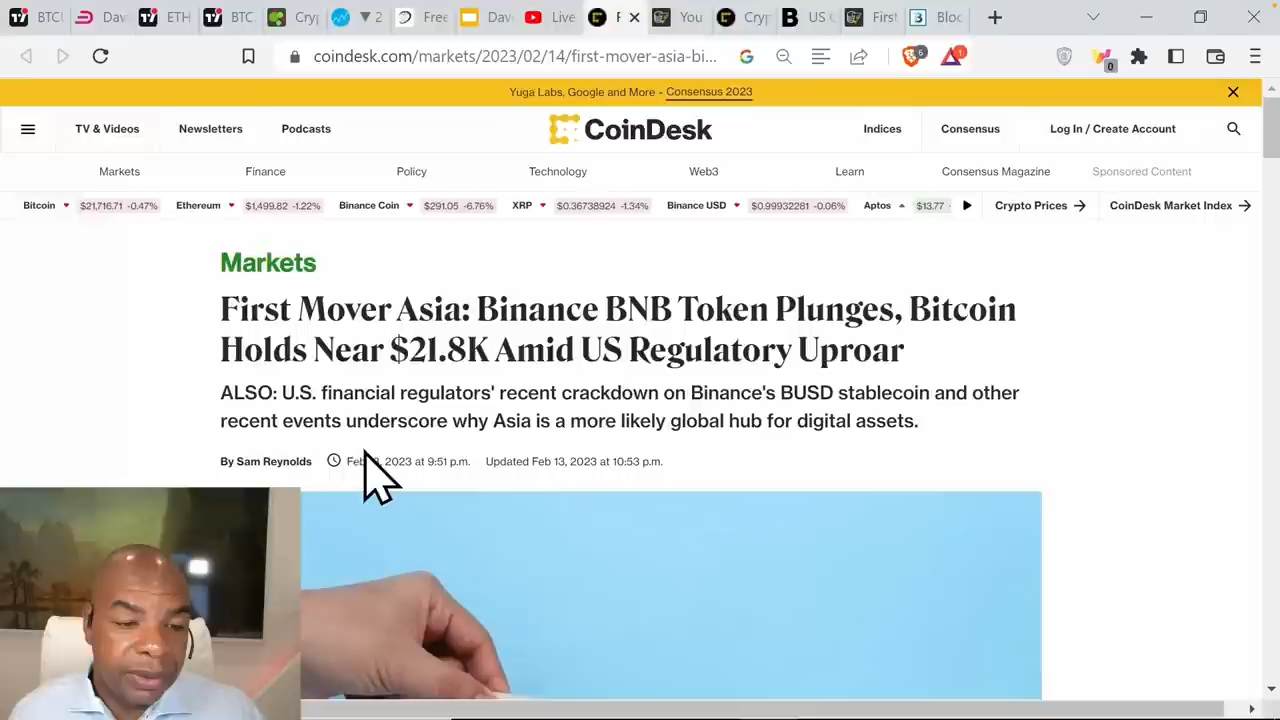 BTCI
Dav
ETH
BTC.
Cryp
2
Free
Dav
Live
F
You
Cryp
US
First
Bloc
coindesk.com/markets/2023/02/14/first-mover-asia-bi...
6
1
0
Yuga Labs, Google and More - Consensus 2023
TV & Videos Newsletters Podcasts CoinDesk Indices Consensus Log In / Create Account
Markets Finance Policy Technology Web3 Learn Consensus Magazine Sponsored Content
Bitcoin $21,716.71 -0.47% Ethereum $1,499.82 -1.22% Binance Coin $291.05 -6.76% XRP $0.36738924 -1.34% Binance USD $0.99932281 -0.06% Aptos $13.77 Crypto Prices → CoinDesk Market Index →
Markets
First Mover Asia: Binance BNB Token Plunges, Bitcoin
Holds Near $21.8K Amid US Regulatory Uproar
ALSO: U.S. financial regulators' recent crackdown on Binance's BUSD stablecoin and other
recent events underscore why Asia is a more likely global hub for digital assets.
By Sam Reynolds 2023 at 9:51 p.m. Updated Feb 13, 2023 at 10:53 p.m.